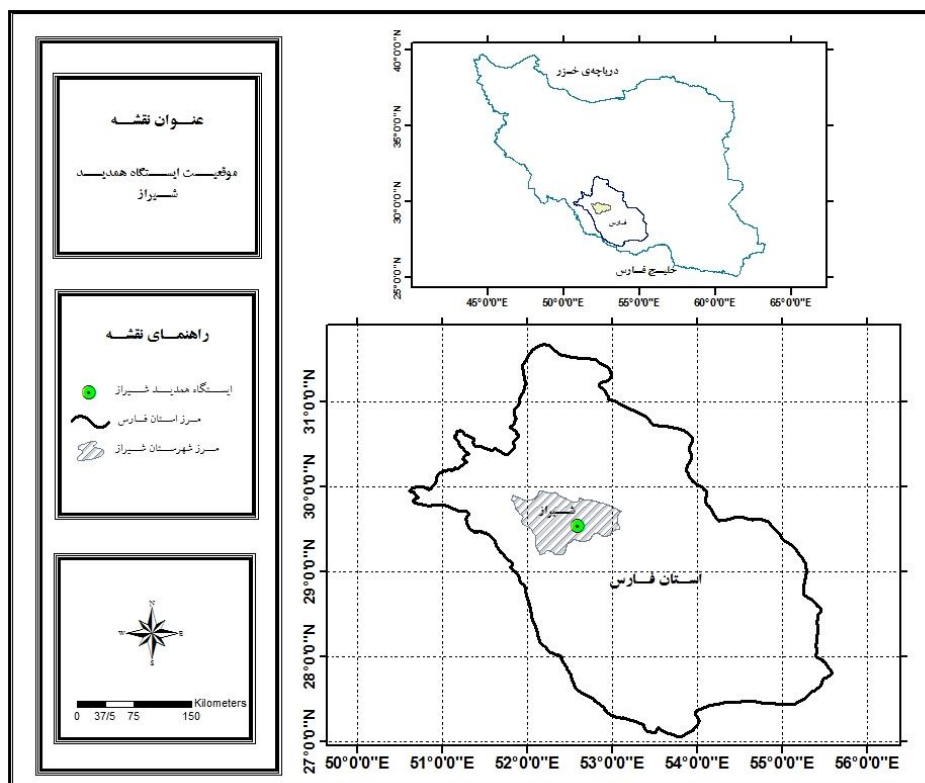 عنوان نقشه
موقعیت ایستگاه همدید
شیراز
راهنمای نقشه
ایستگاه همدید شیراز
مرز استان فارس
مرز شهرستان شیراز
N
W E
S
Kilometers
0 37/5 75 150
40°0'0"N
35°0'0"N
30°0'0"N
25°0'0"N
دریاچه‌ی خزر
فارس
خلیج فارس
45°0'0"E 50°0'0"E 55°0'0"E 60°0'0"E 65°0'0"E
31°0'0"N
30°0'0"N
29°0'0"N
28°0'0"N
27°0'0"N
شیراز
استان فارس
50°0'0"E 51°0'0"E 52°0'0"E 53°0'0"E 54°0'0"E 55°0'0"E 56°0'0"E